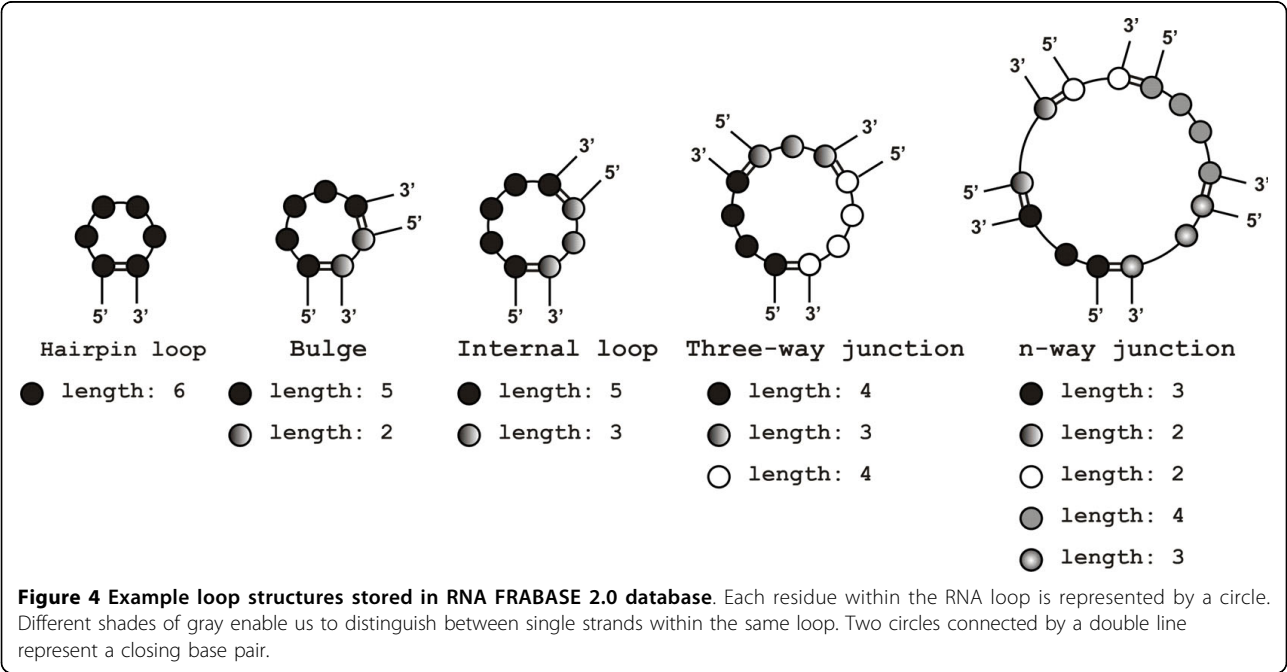 3’ 5’
3’ 5’
3’
5’
3’
5’
3’
5’
3’
5’
3’
5’
3’
5’
3’
5’
3’
5’ 3’
5’ 3’
5’ 3’
5’ 3’
5’ 3’
Hairpin loop Bulge Internal loop Three-way junction n-way junction
length: 6 length: 5 length: 5 length: 4 length: 3
length: 2 length: 3 length: 3 length: 2
length: 4 length: 2
length: 4
length: 3
Figure 4 Example loop structures stored in RNA FRABASE 2.0 database. Each residue within the RNA loop is represented by a circle.
Different shades of gray enable us to distinguish between single strands within the same loop. Two circles connected by a double line
represent a closing base pair.